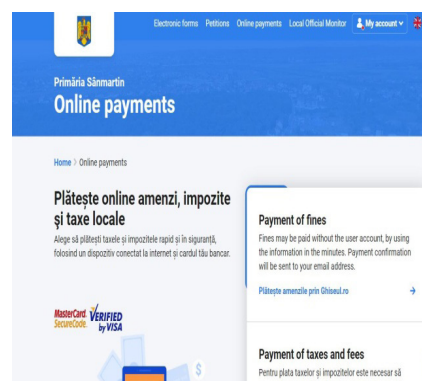 Electronic forms Petitions Online payments Local Official Monitor My account
Primăria Sânmartin
Online payments
Home Online payments
Plătește online amenzi, impozite
și taxe locale
Alege să plătești taxele și impozitele rapid și în siguranță,
folosind un dispozitiv conectat la internet și cardul tău bancar.
MasterCard. VERIFIED
SecureCode. by VISA
$
Payment of fines
Fines may be paid without the user account, by using
the information in the minutes. Payment confirmation
will be sent to your email address.
Plătește amenzile prin Ghiseul.ro
Payment of taxes and fees
Pentru plata taxelor și impozitelor este necesar să